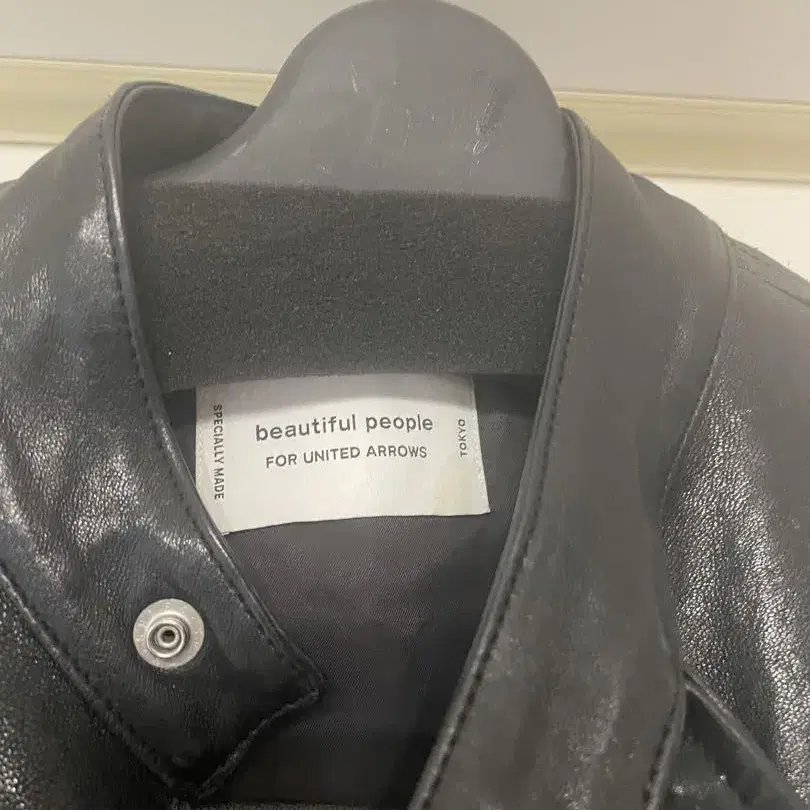 SPECIALLY MADE
beautiful people
FOR UNITED ARROWS
TOKYO